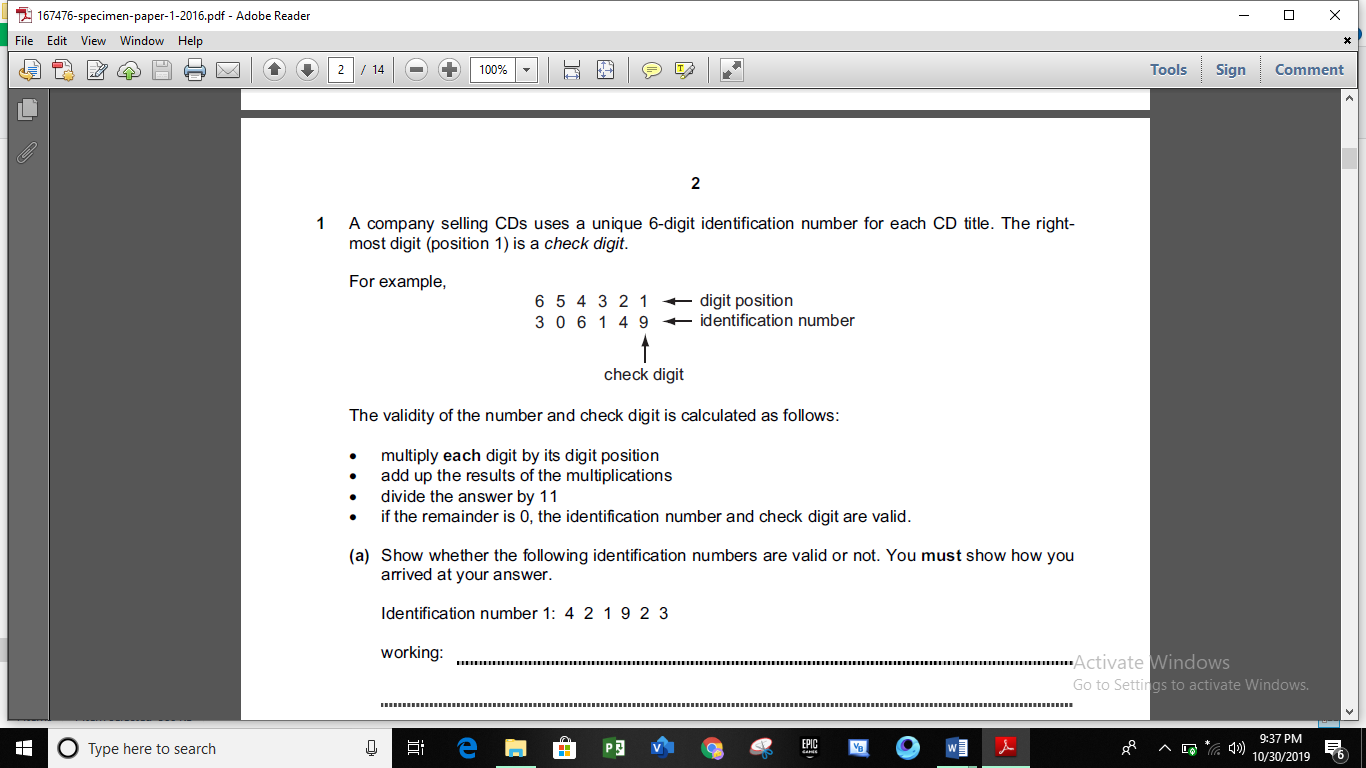 167476-specimen-paper-1-2016.pdf - Adobe Reader
File Edit View Window Help
2 / 14 100% Tools Sign Comment
2
1 A company selling CDs uses a unique 6-digit identification number for each CD title. The right-
most digit (position 1) is a check digit.
For example,
6 5 4 3 2 1 digit position
3 0 6 1 4 9 identification number
check digit
The validity of the number and check digit is calculated as follows:
• multiply each digit by its digit position
• add up the results of the multiplications
• divide the answer by 11
• if the remainder is 0, the identification number and check digit are valid.
(a) Show whether the following identification numbers are valid or not. You must show how you
arrived at your answer.
Identification number 1: 4 2 1 9 2 3
working:
Activate Windows
Go to Settings to activate Windows.
Type here to search
9:37 PM
10/30/2019
6